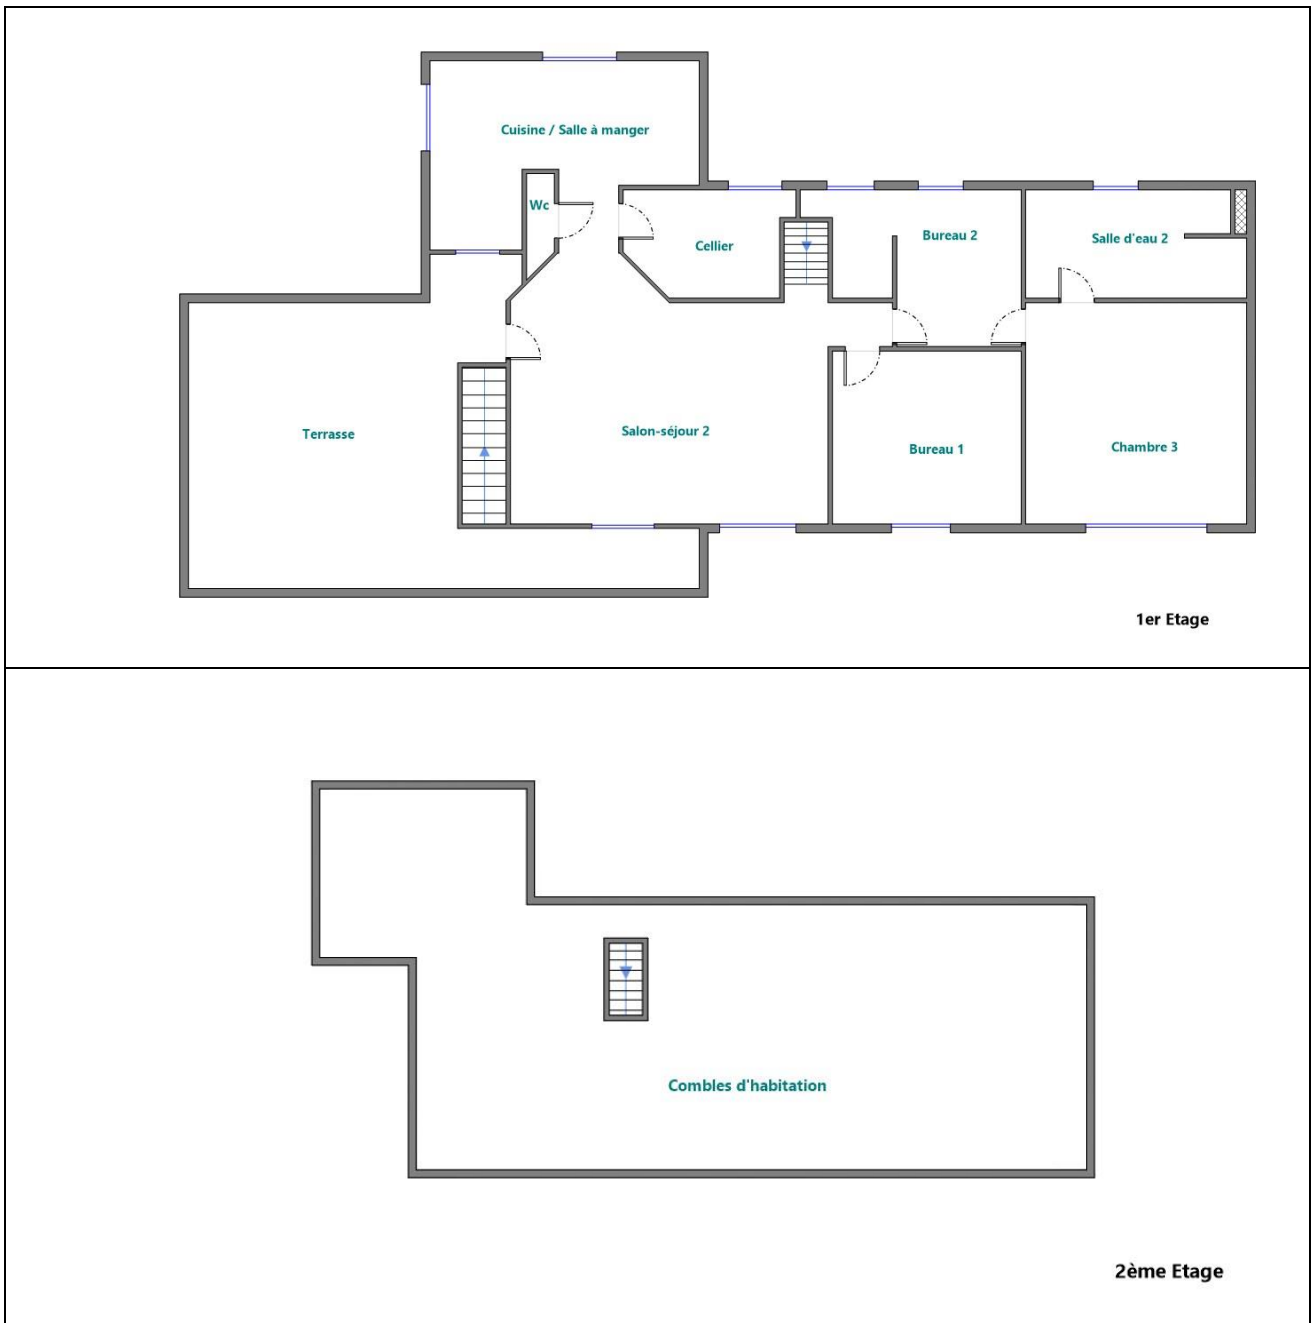 Cuisine / Salle à manger
Wc
Cellier
Bureau 2
Salle d'eau 2
Terrasse
Salon-séjour 2
Bureau 1
Chambre 3
1er Etage
Combles d'habitation
2ème Etage